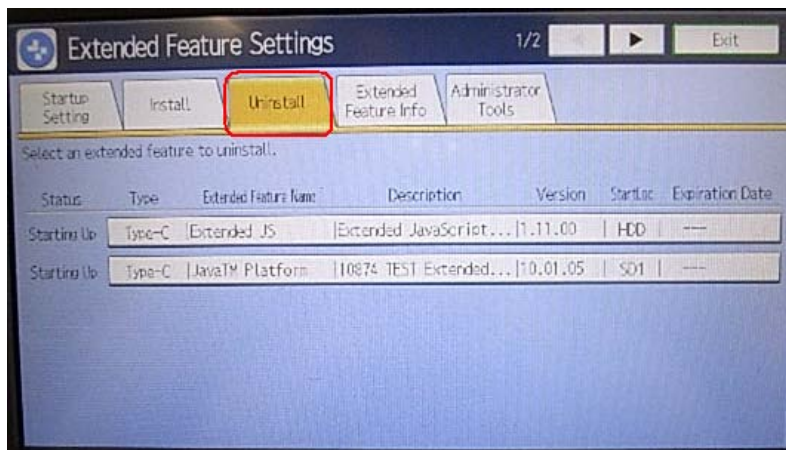 Extended Feature Settings 1/2 Exit
Startup Setting Install Uninstall Extended Feature Info Administrator Tools
Select an extended feature to uninstall.
Status Type Extended Feature Name Description Version StartLoc Expiration Date
Starting Up Type-C |Extended JS |Extended JavaScript...|1.11.00 | HDD | ---
Starting Up Type-C |JavaTM Platform |10874 TEST Extended...|10.01.05 | SD1 | ---